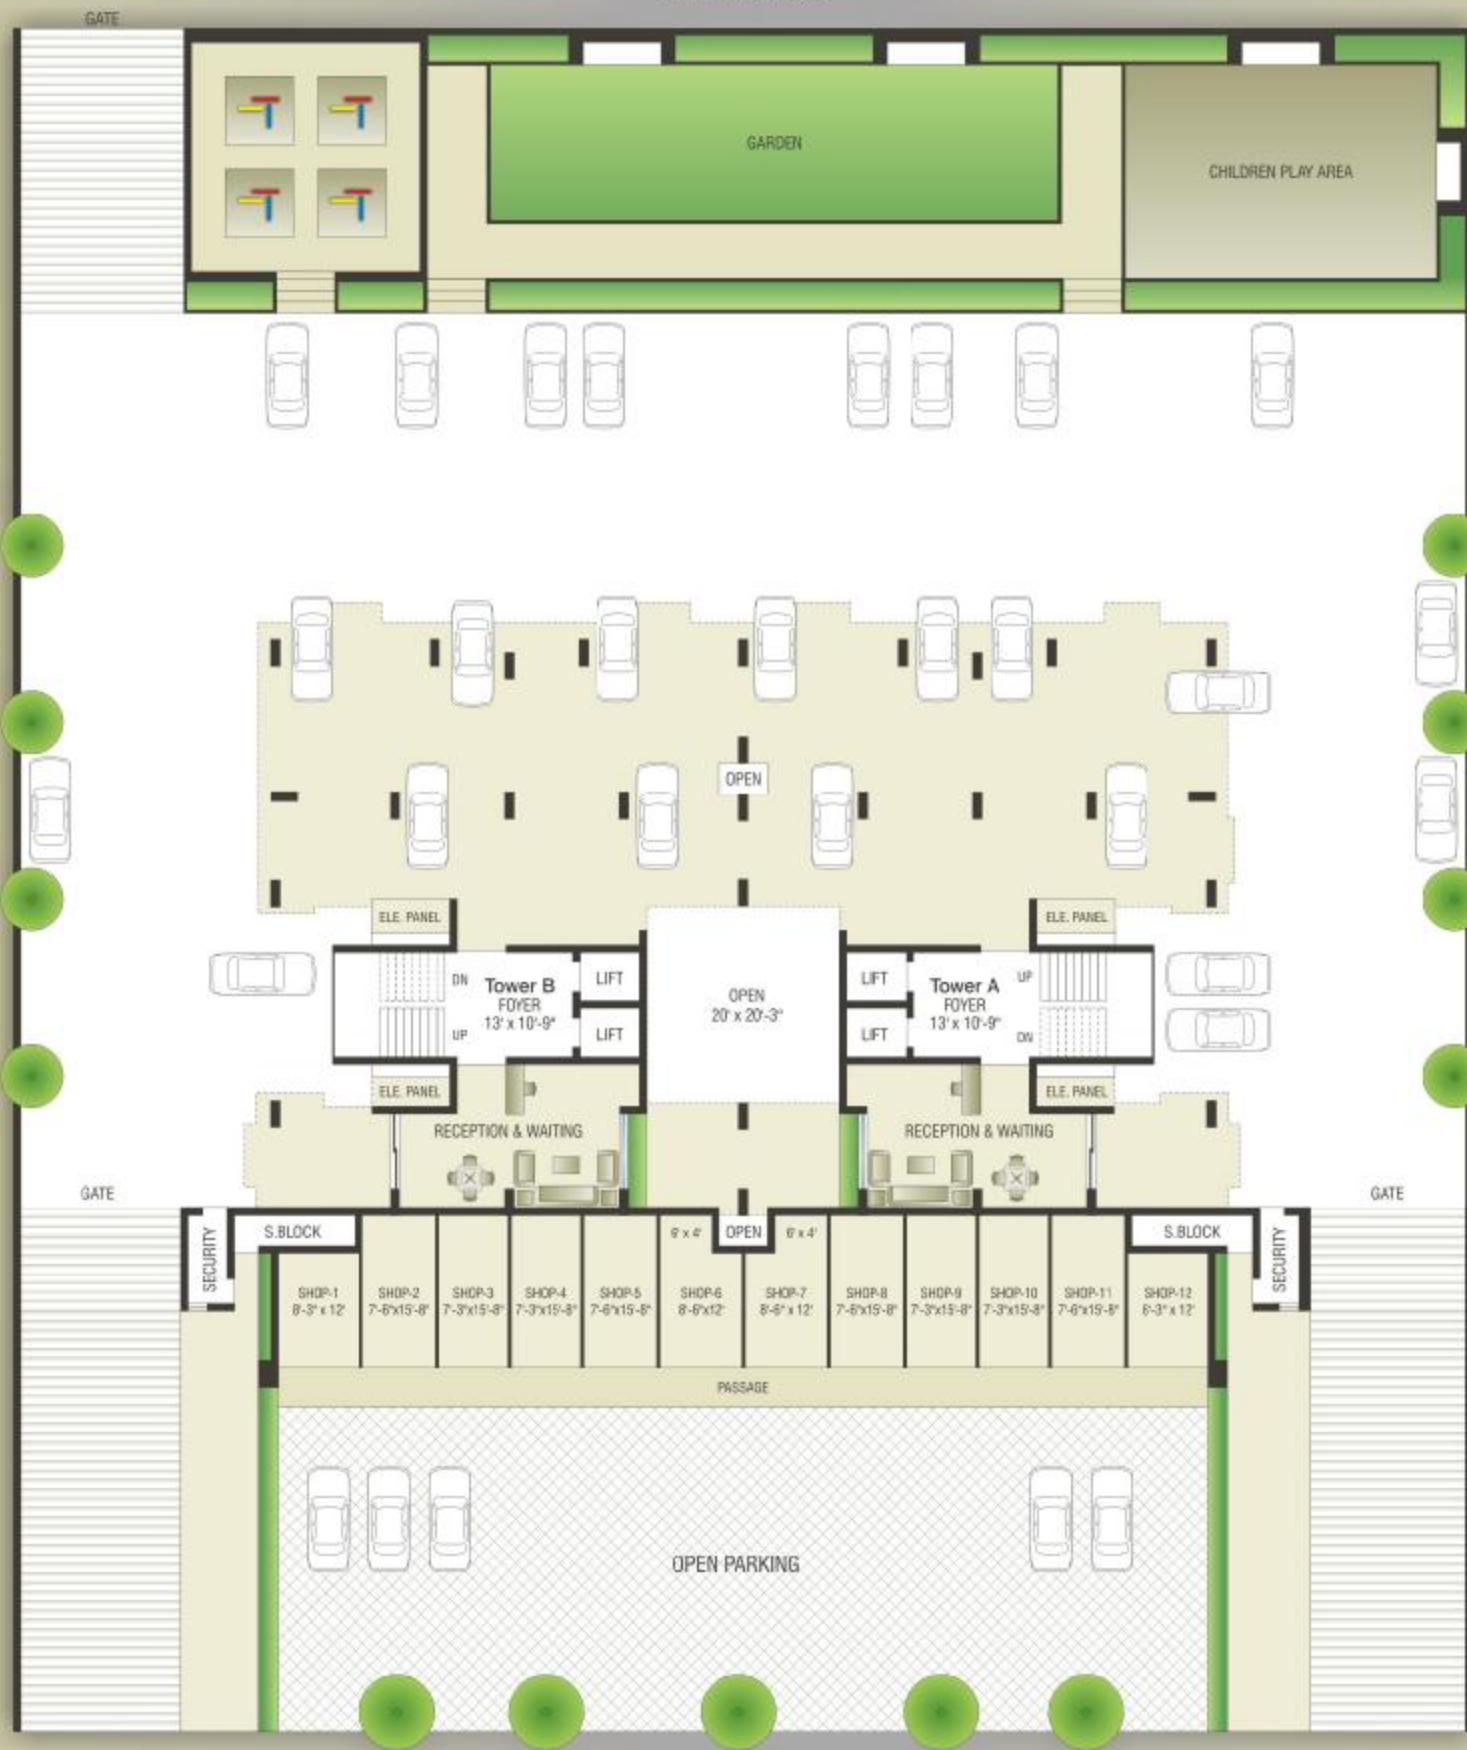 GATE
GARDEN
CHILDREN PLAY AREA
OPEN
ELE. PANEL
ELE. PANEL
DN
Tower B
FOYER
13' x 10'-9"
UP
LIFT
LIFT
OPEN
20' x 20'-3"
LIFT
LIFT
Tower A
FOYER
13' x 10'-9"
UP
DN
ELE. PANEL
ELE. PANEL
RECEPTION & WAITING
RECEPTION & WAITING
GATE
GATE
SECURITY
S.BLOCK
6' x 4'
OPEN
6' x 4'
S.BLOCK
SECURITY
SHOP-1
8'-3" x 12'
SHOP-2
7'-6"x15'-8"
SHOP-3
7'-3"x15'-8"
SHOP-4
7'-3"x15'-8"
SHOP-5
7'-6"x15'-8"
SHOP-6
8'-6"x12'
SHOP-7
8'-6" x 12'
SHOP-8
7'-6"x15'-8"
SHOP-9
7'-3"x15'-8"
SHOP-10
7'-3"x15'-8"
SHOP-11
7'-6"x15'-8"
SHOP-12
8'-3" x 12'
PASSAGE
OPEN PARKING